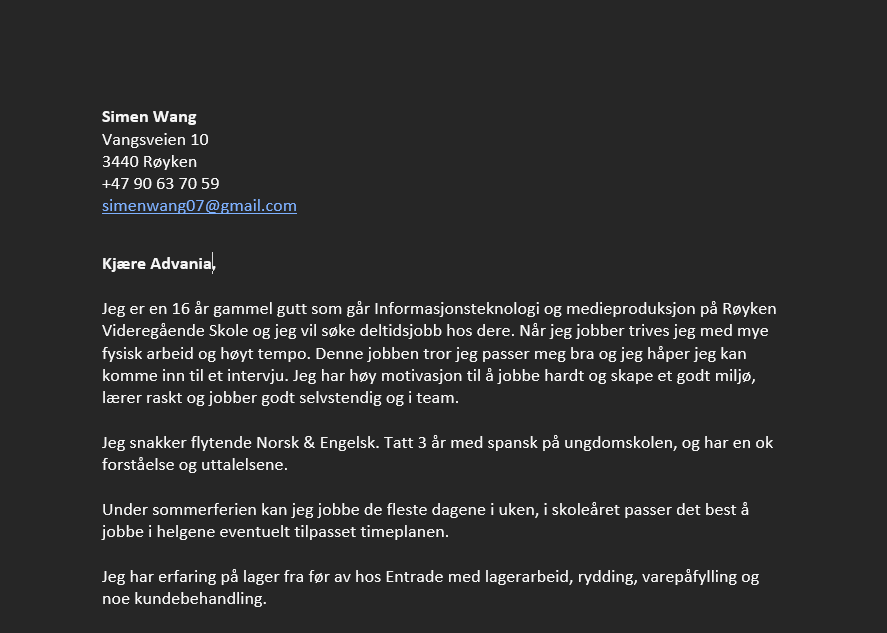 Simen Wang
Vangsveien 10
3440 Røyken
+47 90 63 70 59
simenwang07@gmail.com
Kjære Advania,
Jeg er en 16 år gammel gutt som går Informasjonsteknologi og medieproduksjon på Røyken
Videregående Skole og jeg vil søke deltidsjobb hos dere. Når jeg jobber trives jeg med mye
fysisk arbeid og høyt tempo. Denne jobben tror jeg passer meg bra og jeg håper jeg kan
komme inn til et intervju. Jeg har høy motivasjon til å jobbe hardt og skape et godt miljø,
lærer raskt og jobber godt selvstendig og i team.
Jeg snakker flytende Norsk & Engelsk. Tatt 3 år med spansk på ungdomskolen, og har en ok
forståelse og uttalelsene.
Under sommerferien kan jeg jobbe de fleste dagene i uken, i skoleåret passer det best å
jobbe i helgene eventuelt tilpasset timeplanen.
Jeg har erfaring på lager fra før av hos Entrade med lagerarbeid, rydding, varepåfylling og
noe kundebehandling.